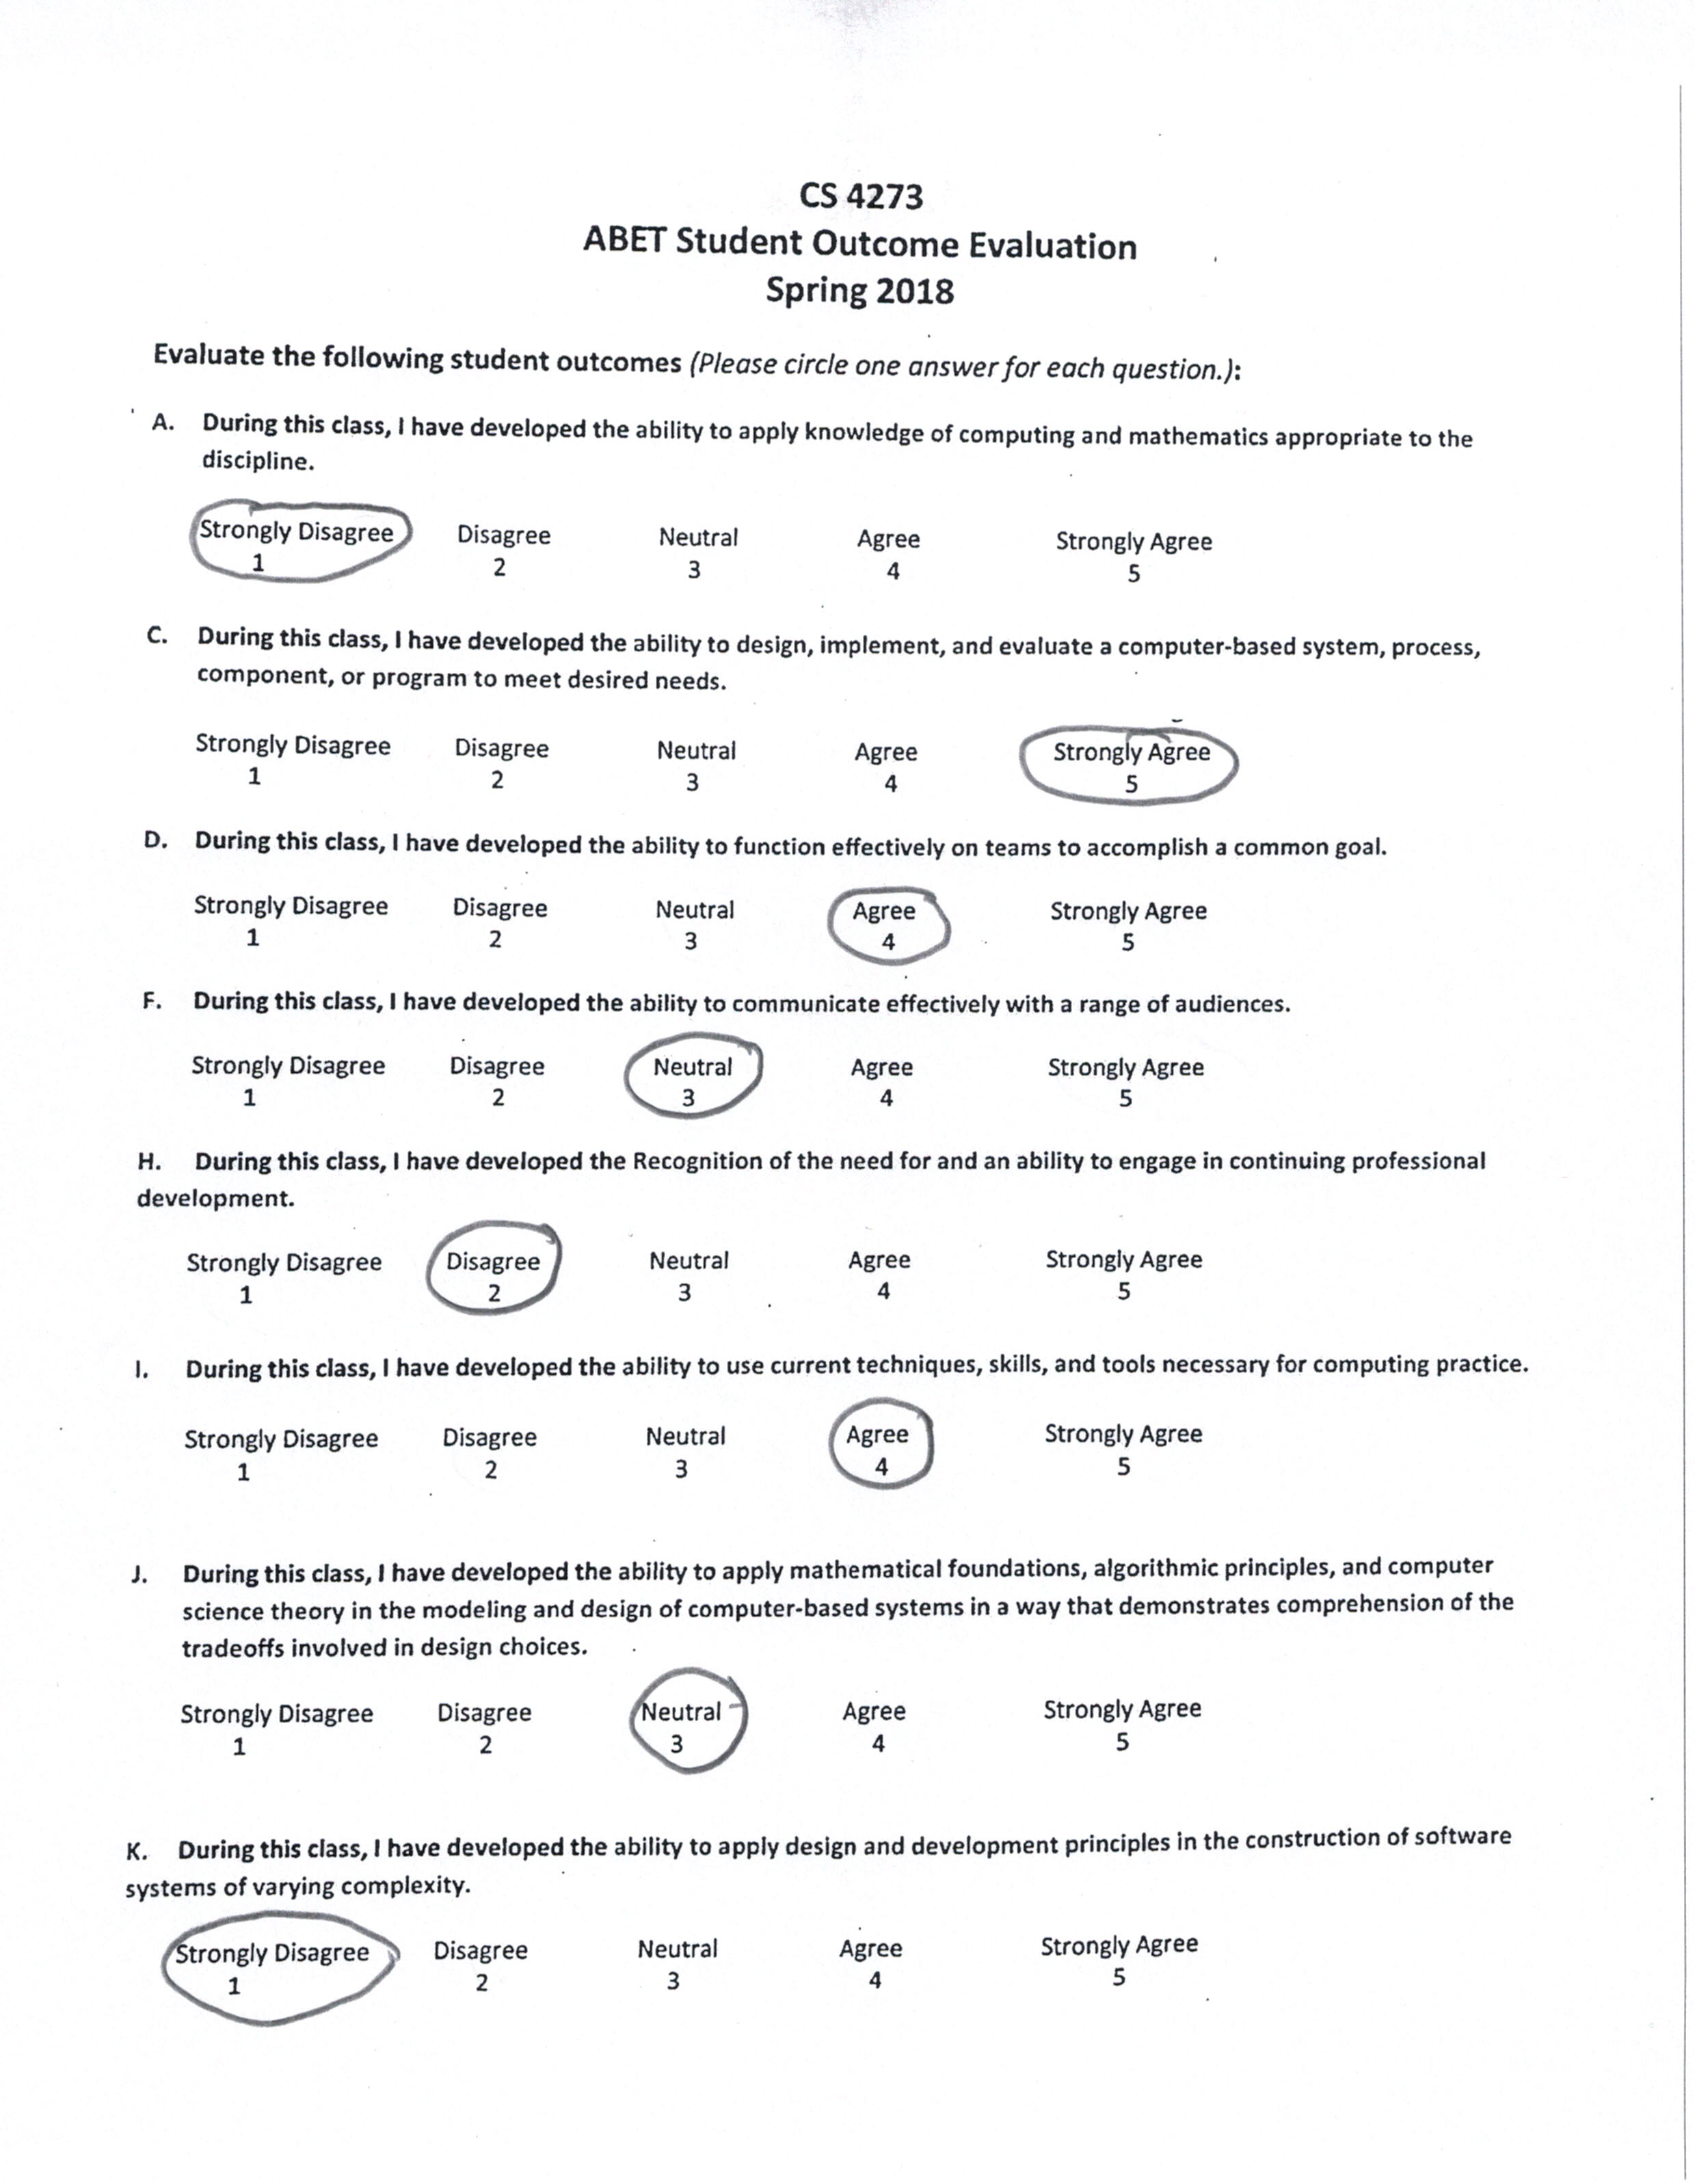 CS 4273
ABET Student Outcome Evaluation
Spring 2018
Evaluate the following student outcomes (Please circle one answer for each question.):
A. During this class, I have developed the ability to apply knowledge of computing and mathematics appropriate to the
discipline.
Strongly Disagree Disagree Neutral Agree Strongly Agree
1 2 3 4 5
C. During this class, I have developed the ability to design, implement, and evaluate a computer-based system, process,
component, or program to meet desired needs.
Strongly Disagree Disagree Neutral Agree Strongly Agree
1 2 3 4 5
D. During this class, I have developed the ability to function effectively on teams to accomplish a common goal.
Strongly Disagree Disagree Neutral Agree Strongly Agree
1 2 3 4 5
F. During this class, I have developed the ability to communicate effectively with a range of audiences.
Strongly Disagree Disagree Neutral Agree Strongly Agree
1 2 3 4 5
H. During this class, I have developed the Recognition of the need for and an ability to engage in continuing professional
development.
Strongly Disagree Disagree Neutral Agree Strongly Agree
1 2 3 4 5
I. During this class, I have developed the ability to use current techniques, skills, and tools necessary for computing practice.
Strongly Disagree Disagree Neutral Agree Strongly Agree
1 2 3 4 5
J. During this class, I have developed the ability to apply mathematical foundations, algorithmic principles, and computer
science theory in the modeling and design of computer-based systems in a way that demonstrates comprehension of the
tradeoffs involved in design choices.
Strongly Disagree Disagree Neutral Agree Strongly Agree
1 2 3 4 5
K. During this class, I have developed the ability to apply design and development principles in the construction of software
systems of varying complexity.
Strongly Disagree Disagree Neutral Agree Strongly Agree
1 2 3 4 5